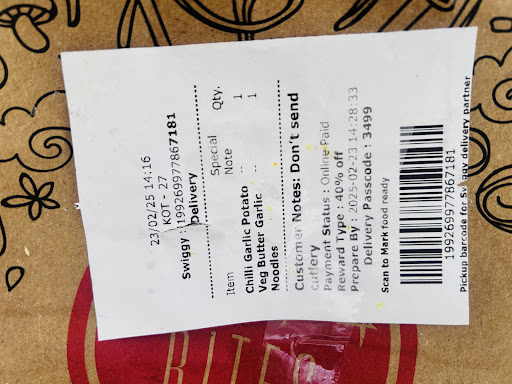 23/02/25 14:16
KOT - 27
Swiggy : 199269977867181
Delivery
Item Special Note Qty.
Chilli Garlic Potato -- 1
Veg Butter Garlic Noodles -- 1
Customer Notes: Don't send
cutlery
Payment Status : Online Paid
Reward Type : 40% off
Prepare By : 2025-02-23 14:28:33
Delivery Passcode : 3499
Scan to Mark food ready
199269977867181
Pickup barcode for Swiggy delivery partner